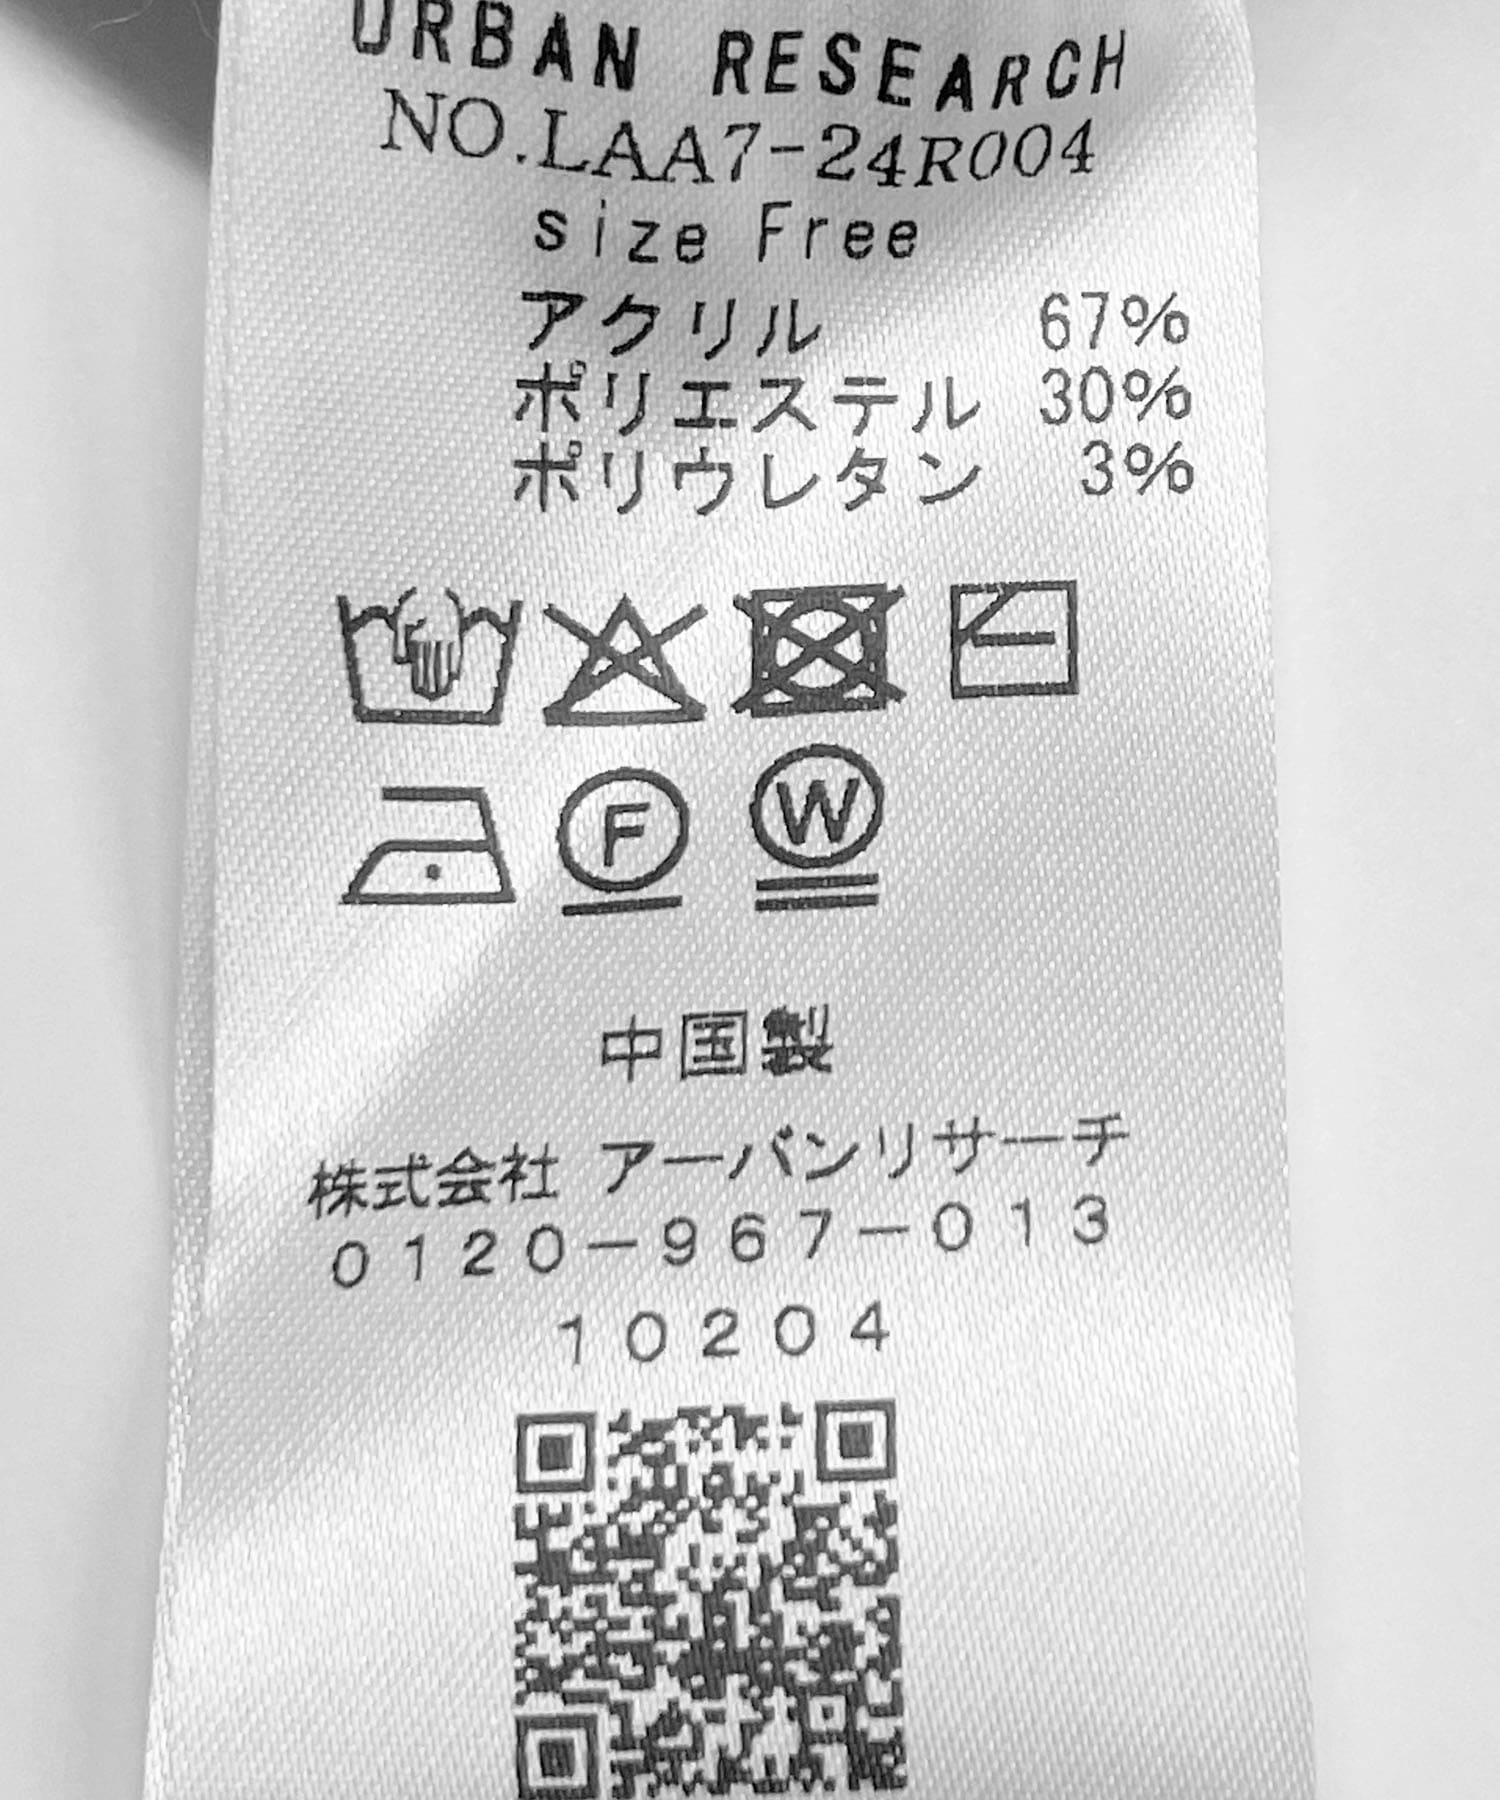 URBAN RESEARCH
NO.LAA7-24R004
size Free
アクリル 67%
ポリエステル 30%
ポリウレタン 3%
F W
中国製
株式会社 アーバンリサーチ
0120-967-013
10204